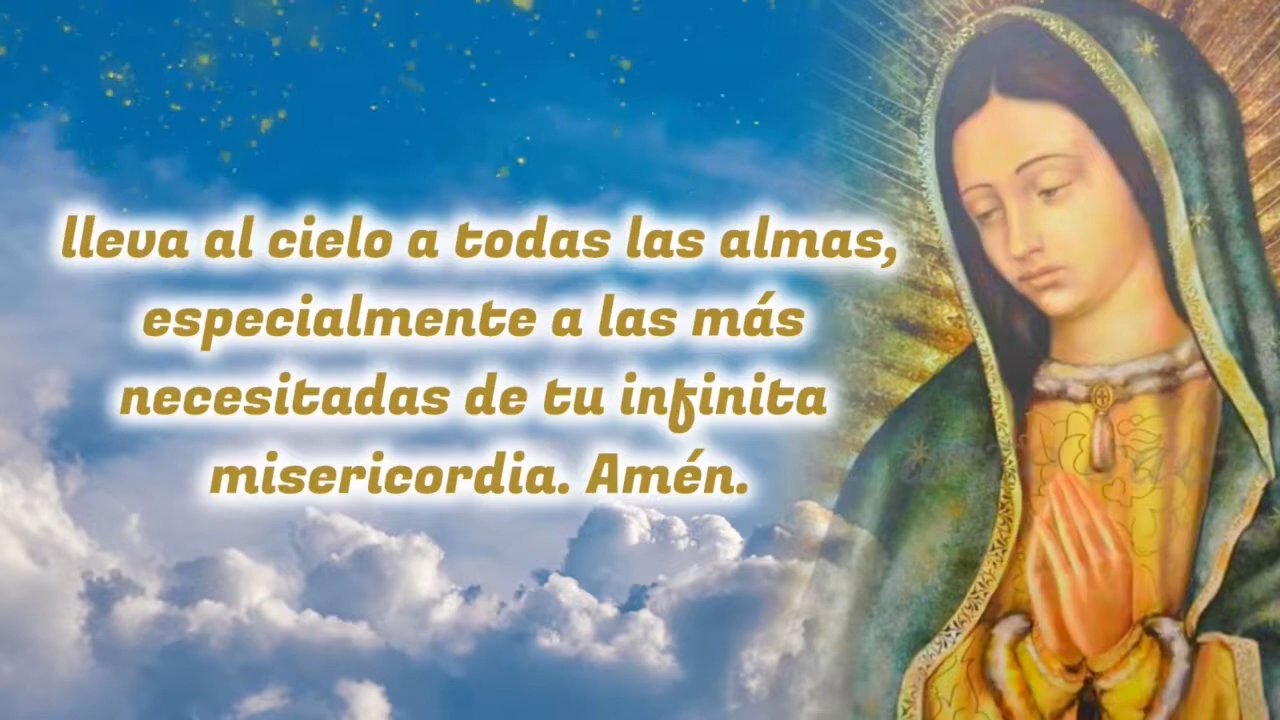 lleva al cielo a todas las almas,
especialmente a las más
necesitadas de tu infinita
misericordia. Amén.